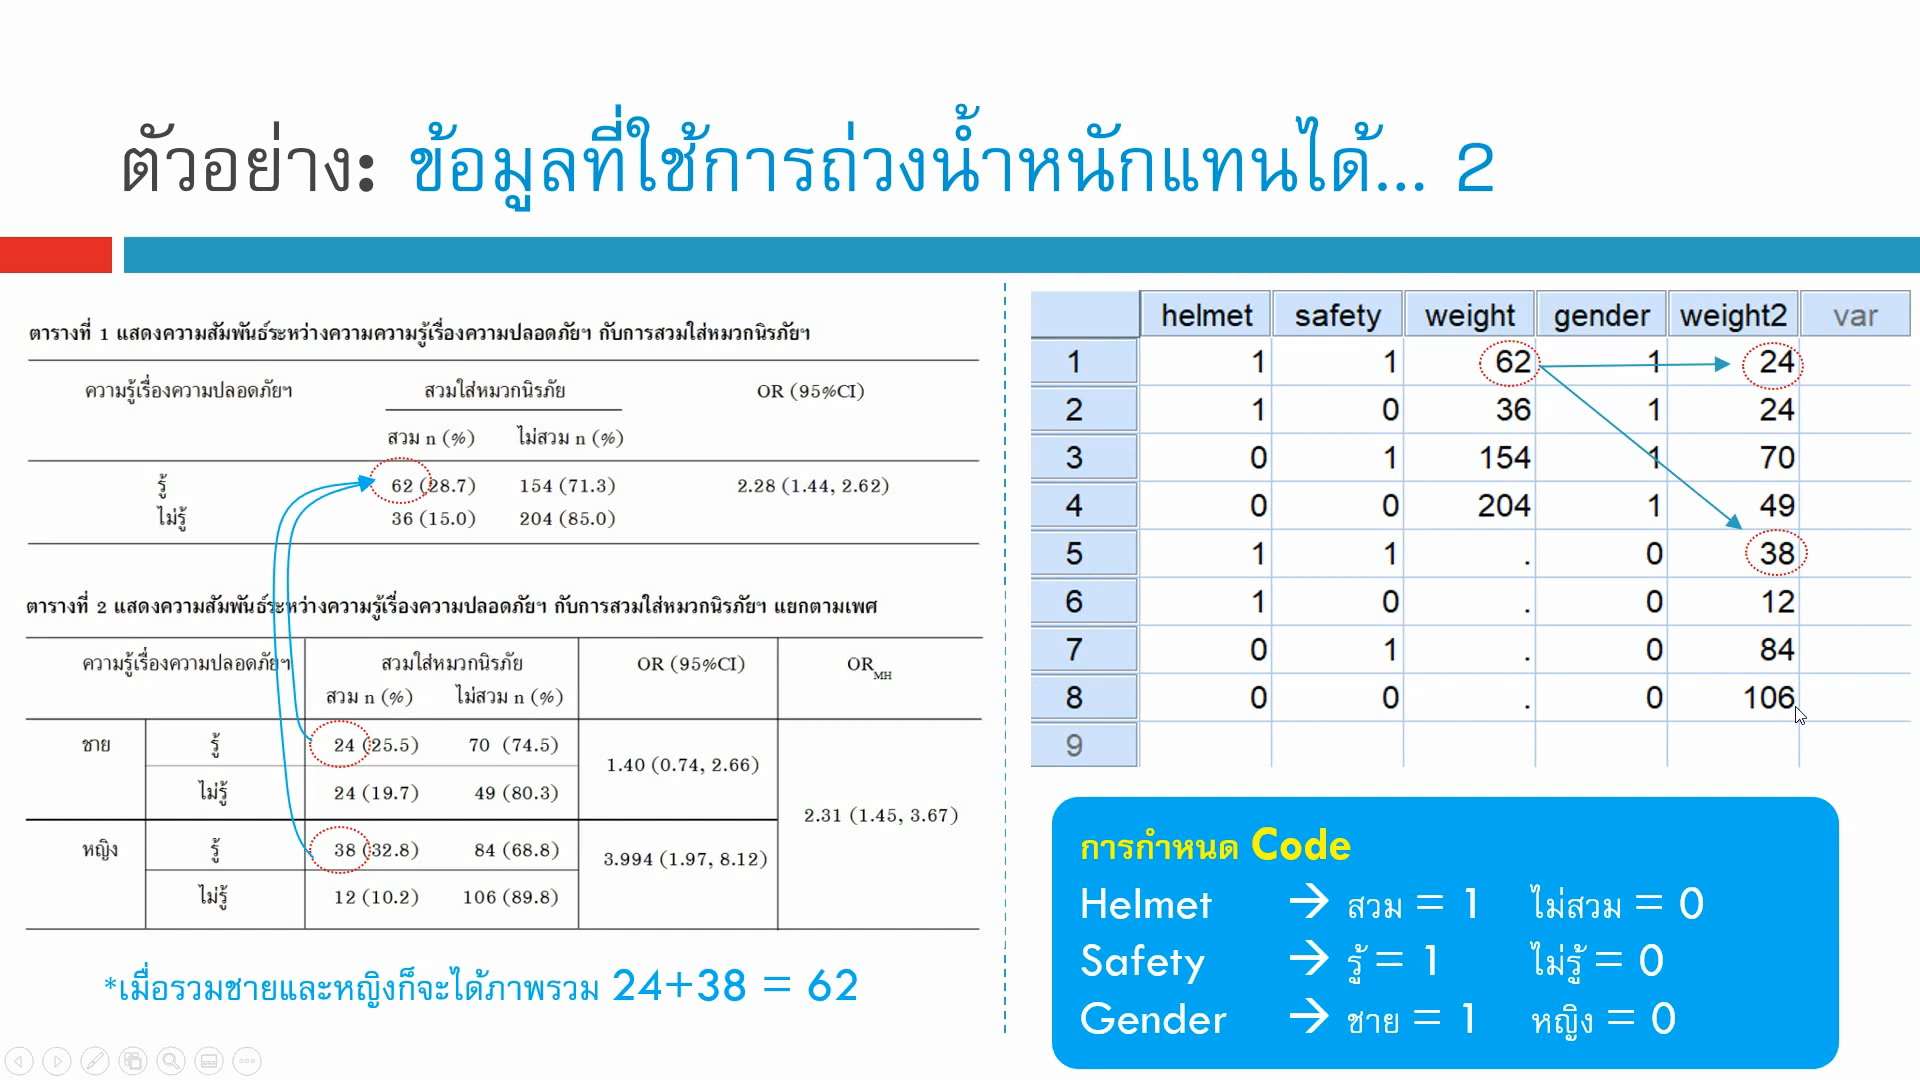 ตัวอย่าง: ข้อมูลที่ใช้การถ่วงน้ำหนักแทนได้... 2
ตารางที่ 1 แสดงความสัมพันธ์ระหว่างความความรู้เรื่องความปลอดภัยฯ กับการสวมใส่หมวกนิรภัยฯ
ความรู้เรื่องความปลอดภัยฯ สวมใส่หมวกนิรภัย OR (95%CI)
สวม n (%) ไม่สวม n (%)
รู้ 62 (28.7) 154 (71.3) 2.28 (1.44, 2.62)
ไม่รู้ 36 (15.0) 204 (85.0)
ตารางที่ 2 แสดงความสัมพันธ์ระหว่างความรู้เรื่องความปลอดภัยฯ กับการสวมใส่หมวกนิรภัยฯ แยกตามเพศ
ความรู้เรื่องความปลอดภัยฯ สวมใส่หมวกนิรภัย OR (95%CI) ORMH
สวม n (%) ไม่สวม n (%)
ชาย รู้ 24 (25.5) 70 (74.5) 1.40 (0.74, 2.66)
ไม่รู้ 24 (19.7) 49 (80.3)
2.31 (1.45, 3.67)
หญิง รู้ 38 (32.8) 84 (68.8) 3.994 (1.97, 8.12)
ไม่รู้ 12 (10.2) 106 (89.8)
*เมื่อรวมชายและหญิงก็จะได้ภาพรวม 24+38 = 62
helmet safety weight gender weight2 var
1 1 1 62 1 24
2 1 0 36 1 24
3 0 1 154 1 70
4 0 0 204 1 49
5 1 1 . 0 38
6 1 0 . 0 12
7 0 1 . 0 84
8 0 0 . 0 106
9
การกำหนด Code
Helmet → สวม = 1 ไม่สวม = 0
Safety → รู้ = 1 ไม่รู้ = 0
Gender → ชาย = 1 หญิง = 0